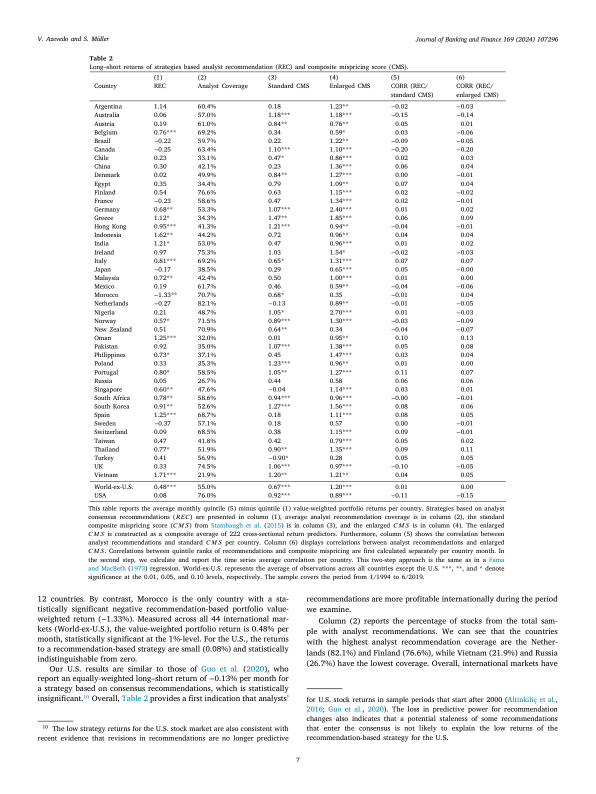 V. Azevedo and S. Müller
Journal of Banking and Finance 169 (2024) 107296
Table 2
Long–short returns of strategies based analyst recommendation (REC) and composite mispricing score (CMS).
(1) (2) (3) (4) (5) (6)
Country REC Analyst Coverage Standard CMS Enlarged CMS CORR (REC/ CORR (REC/
standard CMS) enlarged CMS)
Argentina 1.14 60.4% 0.18 1.23** −0.02 −0.03
Australia 0.06 57.0% 1.18*** 1.18*** −0.15 −0.14
Austria 0.19 61.0% 0.84** 0.76** 0.05 0.01
Belgium 0.76*** 69.2% 0.34 0.59* 0.03 −0.06
Brazil −0.22 59.7% 0.22 1.22** −0.09 −0.05
Canada −0.25 63.4% 1.10*** 1.10*** −0.20 −0.20
Chile 0.23 33.1% 0.47* 0.86*** 0.02 0.03
China 0.30 42.1% 0.23 1.36*** 0.06 0.04
Denmark 0.02 49.9% 0.84** 1.27*** 0.00 −0.01
Egypt 0.35 34.4% 0.79 1.09** 0.07 0.04
Finland 0.54 76.6% 0.63 1.15*** 0.02 −0.02
France −0.23 58.6% 0.47 1.34*** 0.02 −0.01
Germany 0.68** 53.3% 1.07*** 2.40*** 0.01 0.02
Greece 1.12* 34.3% 1.47** 1.85*** 0.06 0.09
Hong Kong 0.95*** 41.3% 1.21*** 0.94** −0.04 −0.01
Indonesia 1.62** 44.2% 0.72 0.96** 0.04 0.04
India 1.21* 53.0% 0.47 0.96*** 0.01 0.02
Ireland 0.97 75.3% 1.03 1.54* −0.02 −0.03
Italy 0.81*** 69.2% 0.65* 1.31*** 0.07 0.07
Japan −0.17 38.5% 0.29 0.65*** 0.05 −0.00
Malaysia 0.72** 42.4% 0.50 1.00*** 0.01 0.00
Mexico 0.19 61.7% 0.46 0.59** −0.04 −0.06
Morocco −1.33** 70.7% 0.68* 0.35 −0.01 0.04
Netherlands −0.27 82.1% −0.13 0.89** −0.01 −0.05
Nigeria 0.21 48.7% 1.05* 2.70*** 0.01 −0.03
Norway 0.57* 71.5% 0.89*** 1.30*** −0.03 −0.09
New Zealand 0.51 70.9% 0.64** 0.34 −0.04 −0.07
Oman 1.25*** 32.0% 0.01 0.95** 0.10 0.13
Pakistan 0.92 35.0% 1.07*** 1.38*** 0.05 0.08
Philippines 0.73* 37.1% 0.45 1.47*** 0.03 0.04
Poland 0.33 35.3% 1.23*** 0.96** 0.01 0.00
Portugal 0.80* 58.5% 1.05** 1.27*** 0.11 0.07
Russia 0.05 26.7% 0.44 0.58 0.06 0.06
Singapore 0.60** 47.6% −0.04 1.14*** 0.03 0.01
South Africa 0.78** 58.6% 0.94*** 0.96*** −0.00 −0.01
South Korea 0.91** 52.6% 1.27*** 1.56*** 0.08 0.06
Spain 1.25*** 68.7% 0.18 1.11*** 0.08 0.05
Sweden −0.37 57.1% 0.18 0.57 0.00 −0.01
Switzerland 0.09 68.5% 0.38 1.15*** 0.09 −0.01
Taiwan 0.47 41.8% 0.42 0.79*** 0.05 0.02
Thailand 0.77* 51.9% 0.90** 1.35*** 0.09 0.11
Turkey 0.41 56.9% −0.90* 0.28 0.05 0.05
UK 0.33 74.5% 1.06*** 0.97*** −0.10 −0.05
Vietnam 1.71*** 21.9% 1.20** 1.21** 0.04 0.05
World-ex-U.S. 0.48*** 55.0% 0.67*** 1.20*** 0.01 0.00
USA 0.08 76.0% 0.92*** 0.89*** −0.11 −0.15
This table reports the average monthly quintile (5) minus quintile (1) value-weighted portfolio returns per country. Strategies based on analyst
consensus recommendations (REC) are presented in column (1), average analyst recommendation coverage is in column (2), the standard
composite mispricing score (CMS) from Stambaugh et al. (2015) is in column (3), and the enlarged CMS is in column (4). The enlarged
CMS is constructed as a composite average of 222 cross-sectional return predictors. Furthermore, column (5) shows the correlation between
analyst recommendations and standard CMS per country. Column (6) displays correlations between analyst recommendations and enlarged
CMS. Correlations between quintile ranks of recommendations and composite mispricing are first calculated separately per country month. In
the second step, we calculate and report the time series average correlation per country. This two-step approach is the same as in a Fama
and MacBeth (1973) regression. World-ex-U.S. represents the average of observations across all countries except the U.S. ***, **, and * denote
significance at the 0.01, 0.05, and 0.10 levels, respectively. The sample covers the period from 1/1994 to 6/2019.
12 countries. By contrast, Morocco is the only country with a sta-
tistically significant negative recommendation-based portfolio value-
weighted return (−1.33%). Measured across all 44 international mar-
kets (World-ex-U.S.), the value-weighted portfolio return is 0.48% per
month, statistically significant at the 1%-level. For the U.S., the returns
to a recommendation-based strategy are small (0.08%) and statistically
indistinguishable from zero.
Our U.S. results are similar to those of Guo et al. (2020), who
report an equally-weighted long–short return of −0.13% per month for
a strategy based on consensus recommendations, which is statistically
insignificant.10 Overall, Table 2 provides a first indication that analysts'
10 The low strategy returns for the U.S. stock market are also consistent with
recent evidence that revisions in recommendations are no longer predictive
recommendations are more profitable internationally during the period
we examine.
Column (2) reports the percentage of stocks from the total sam-
ple with analyst recommendations. We can see that the countries
with the highest analyst recommendation coverage are the Nether-
lands (82.1%) and Finland (76.6%), while Vietnam (21.9%) and Russia
(26.7%) have the lowest coverage. Overall, international markets have
for U.S. stock returns in sample periods that start after 2000 (Altınkılıç et al.,
2016; Guo et al., 2020). The loss in predictive power for recommendation
changes also indicates that a potential staleness of some recommendations
that enter the consensus is not likely to explain the low returns of the
recommendation-based strategy for the U.S.
7